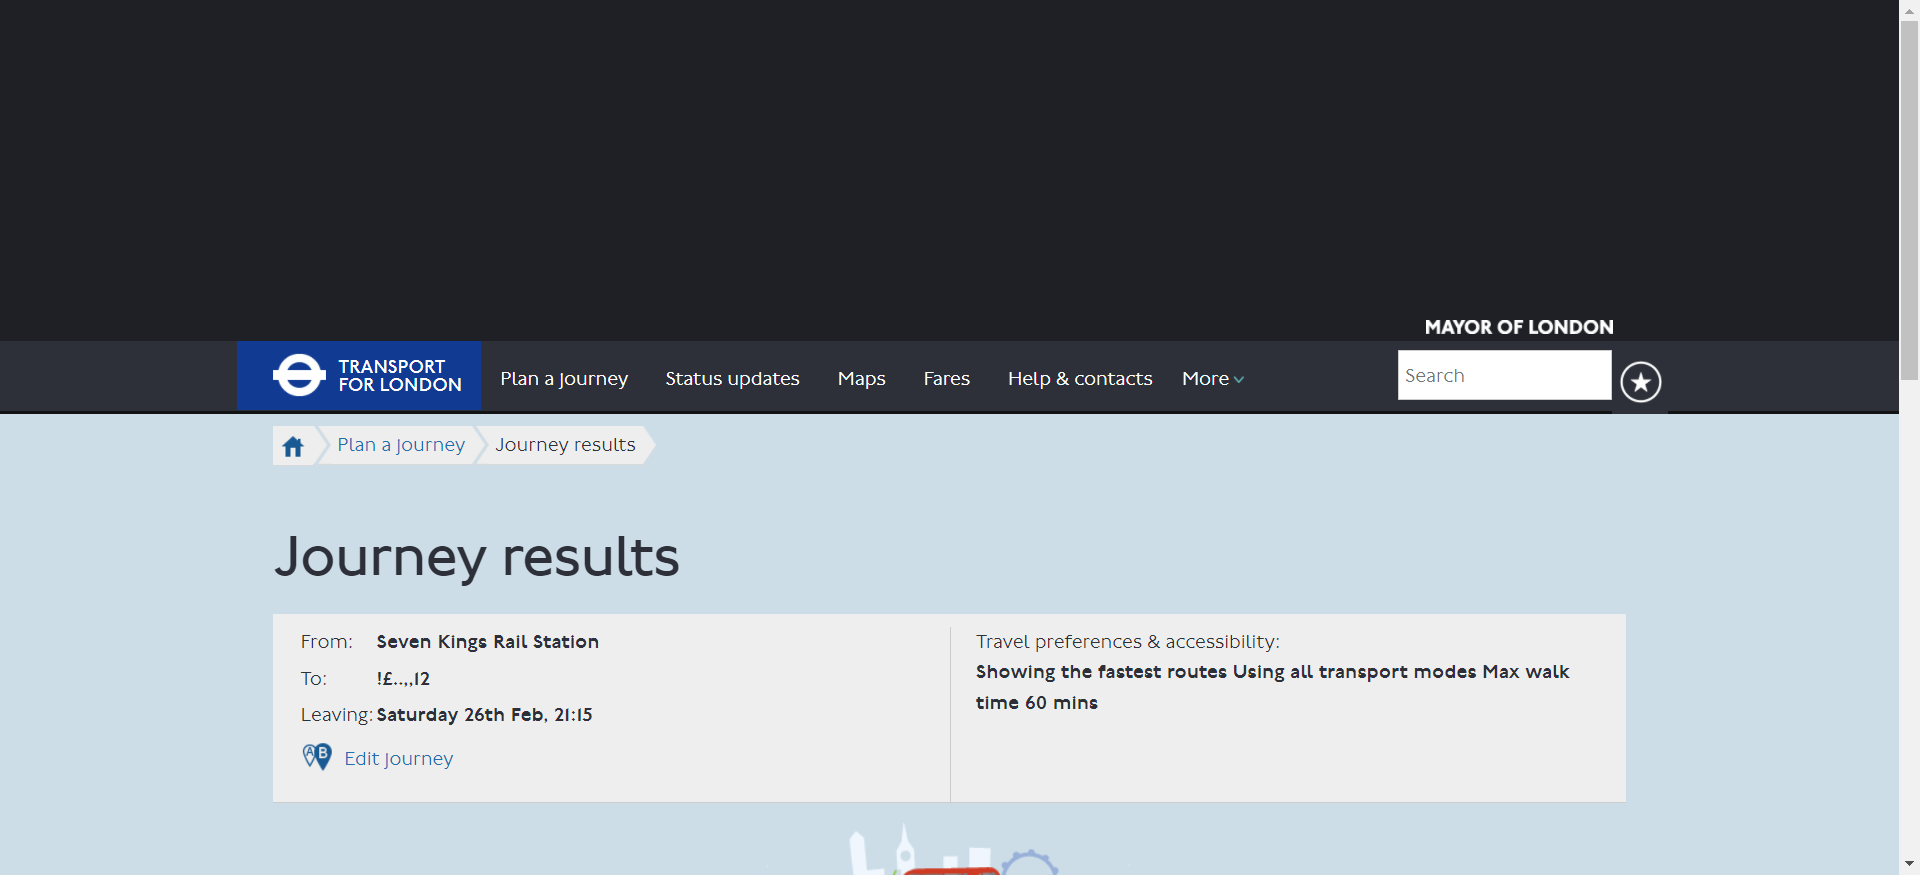 MAYOR OF LONDON
TRANSPORT
FOR LONDON
Plan a journey
Status updates
Maps
Fares
Help & contacts
More
Search
Plan a journey
Journey results
Journey results
From: Seven Kings Rail Station
To: !£..,,12
Leaving: Saturday 26th Feb, 21:15
A B Edit journey
Travel preferences & accessibility:
Showing the fastest routes Using all transport modes Max walk
time 60 mins